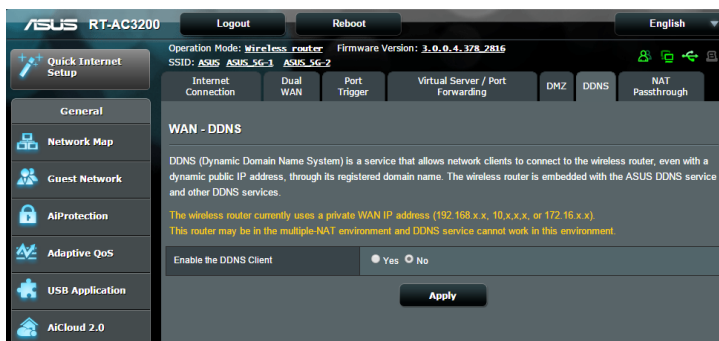 ASUS RT-AC3200 Logout Reboot English
Quick Internet Setup
Operation Mode: Wireless router Firmware Version: 3.0.0.4.378_2816
SSID: ASUS ASUS_5G-1 ASUS_5G-2
Internet Connection
Dual WAN
Port Trigger
Virtual Server / Port Forwarding
DMZ
DDNS
NAT Passthrough
General
Network Map
Guest Network
AiProtection
Adaptive QoS
USB Application
AiCloud 2.0
WAN - DDNS
DDNS (Dynamic Domain Name System) is a service that allows network clients to connect to the wireless router, even with a
dynamic public IP address, through its registered domain name. The wireless router is embedded with the ASUS DDNS service
and other DDNS services.
The wireless router currently uses a private WAN IP address (192.168.x.x, 10,x,x,x, or 172.16.x.x).
This router may be in the multiple-NAT environment and DDNS service cannot work in this environment.
Enable the DDNS Client Yes No
Apply